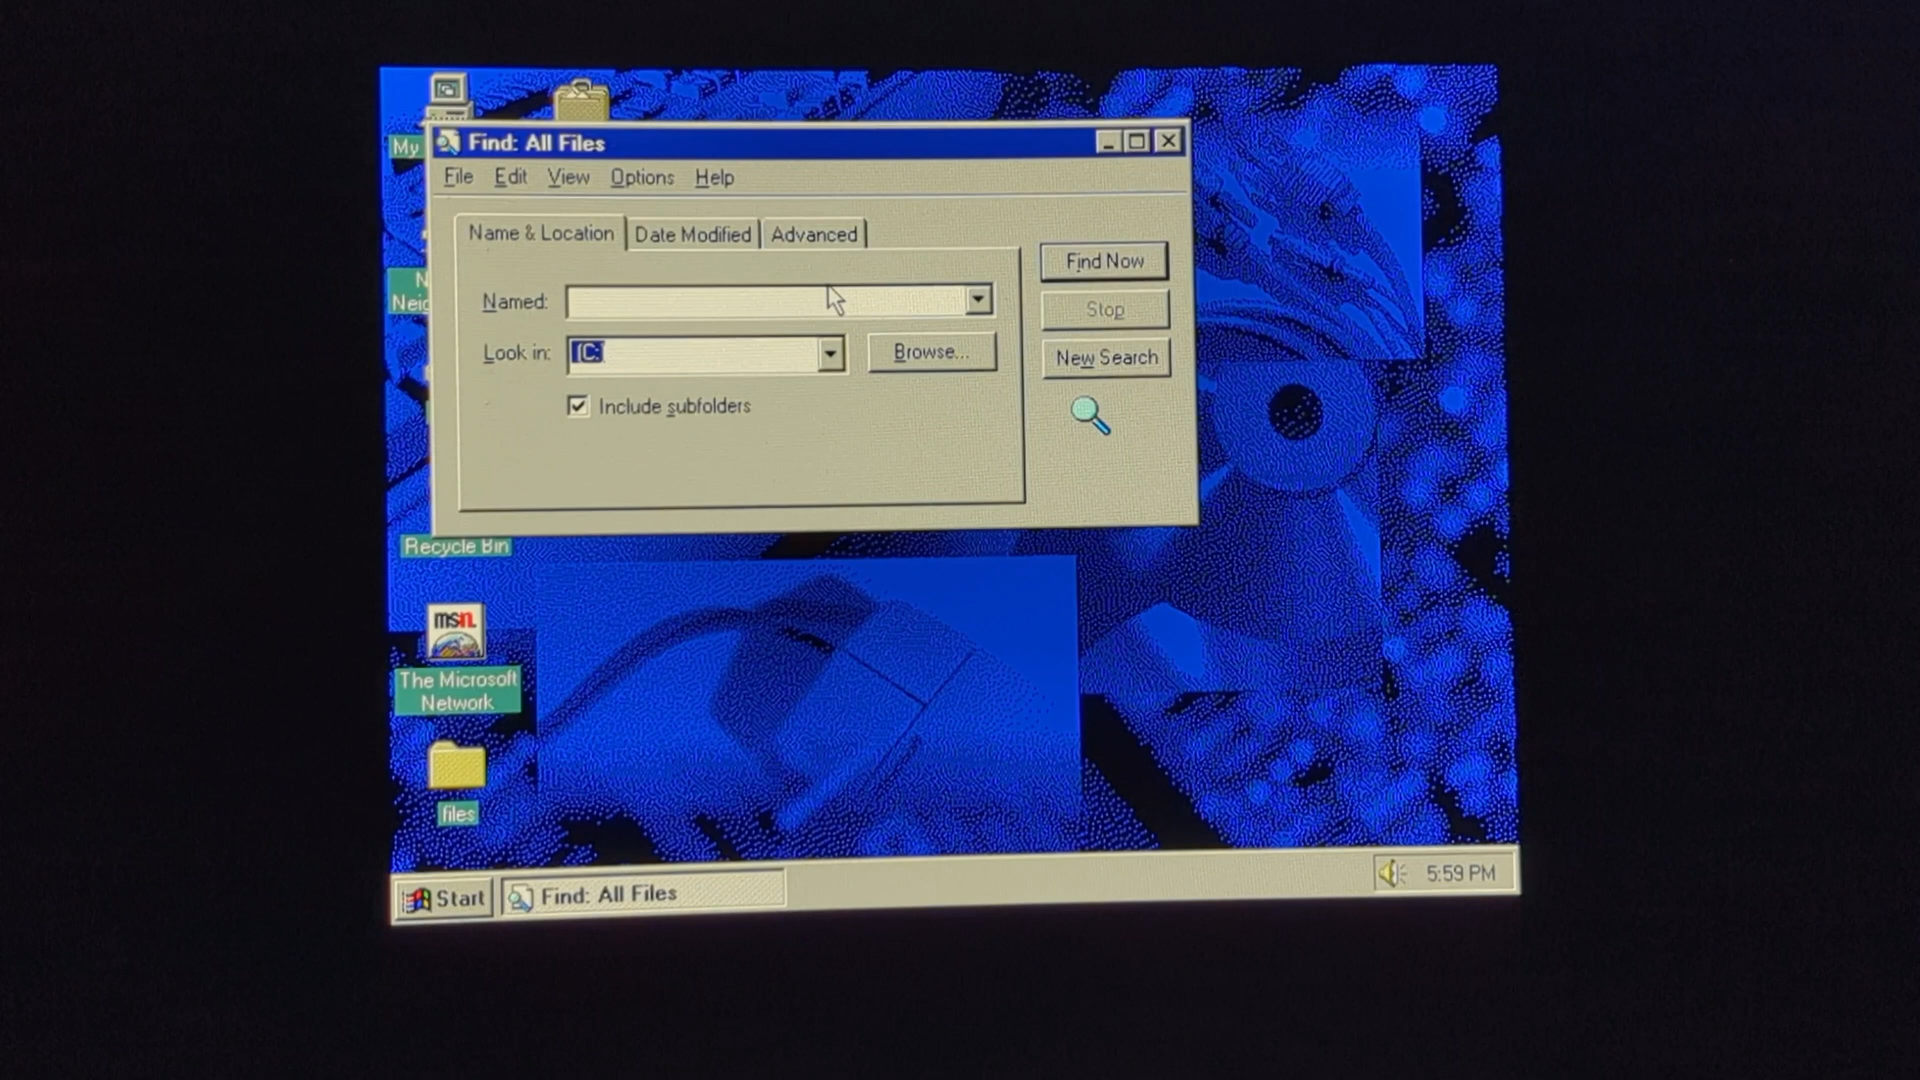 My
Find: All Files
File Edit View Options Help
Name & Location Date Modified Advanced
Find Now
Named:
Stop
Look in: (C:)
Browse...
New Search
Include subfolders
Recycle Bin
msn
The Microsoft
Network
files
Start Find: All Files 5:59 PM